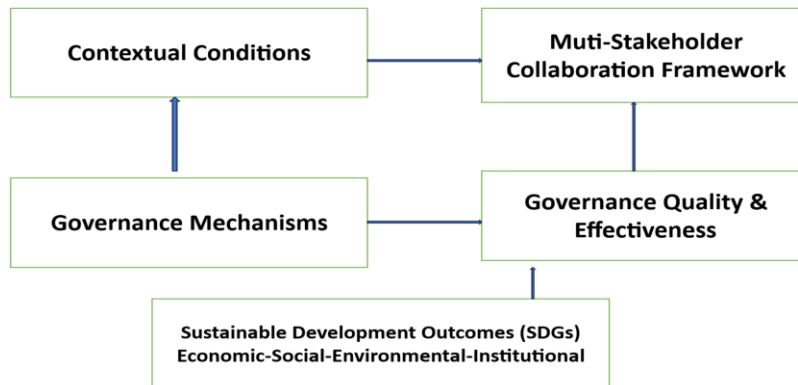 Contextual Conditions
Muti-Stakeholder
Collaboration Framework
Governance Mechanisms
Governance Quality &
Effectiveness
Sustainable Development Outcomes (SDGs)
Economic-Social-Environmental-Institutional